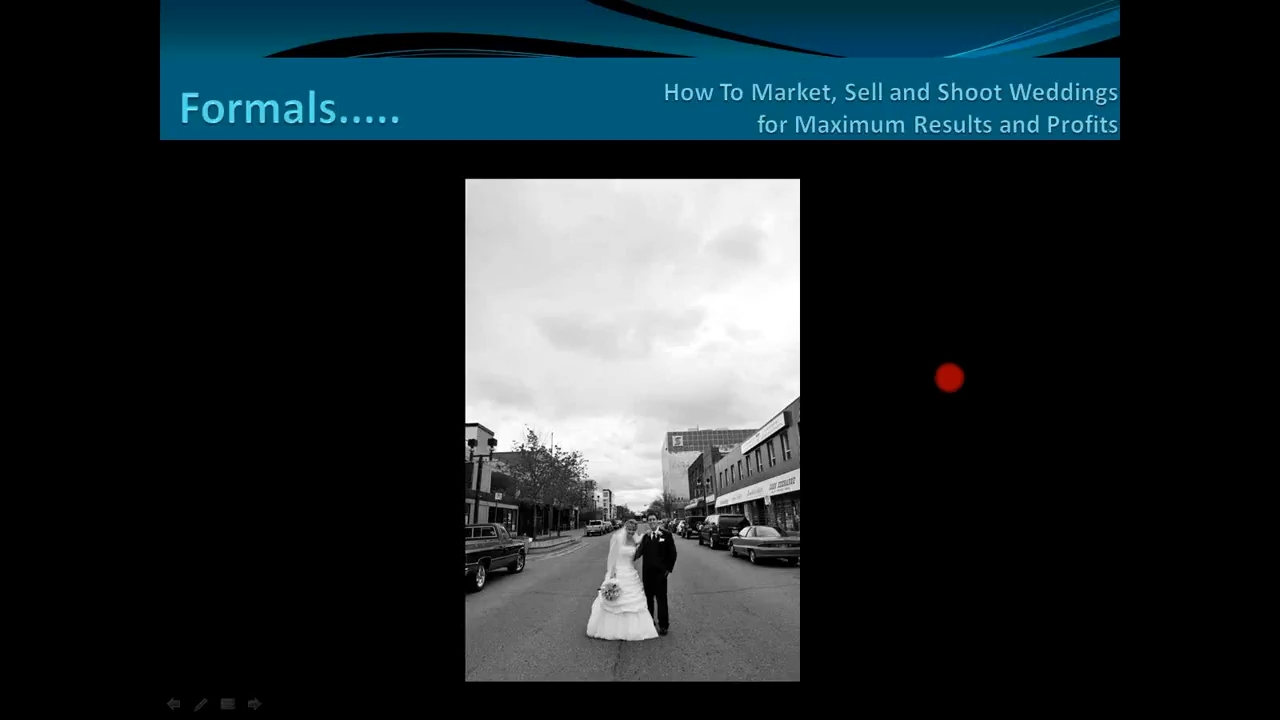 Formals.....
How To Market, Sell and Shoot Weddings
for Maximum Results and Profits